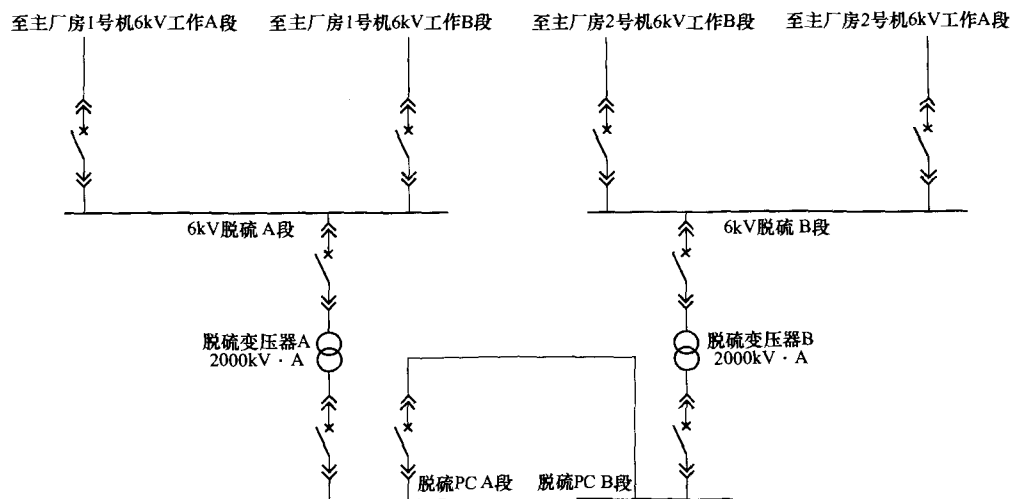 至主厂房1号机6kV工作A段
至主厂房1号机6kV工作B段
至主厂房2号机6kV工作B段
至主厂房2号机6kV工作A段
6kV脱硫 A段
6kV脱硫 B段
脱硫变压器A
2000kV · A
脱硫变压器B
2000kV · A
脱硫PC A段
脱硫PC B段